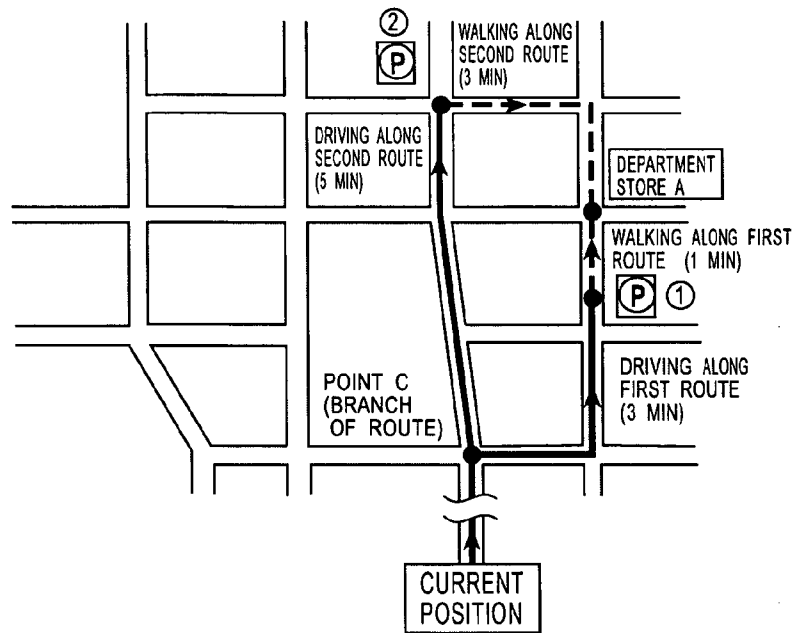 ②
P
WALKING ALONG
SECOND ROUTE
(3 MIN)
DRIVING ALONG
SECOND ROUTE
(5 MIN)
DEPARTMENT
STORE A
WALKING ALONG FIRST
ROUTE (1 MIN)
P ①
DRIVING ALONG
FIRST ROUTE
(3 MIN)
POINT C
(BRANCH
OF ROUTE)
CURRENT
POSITION